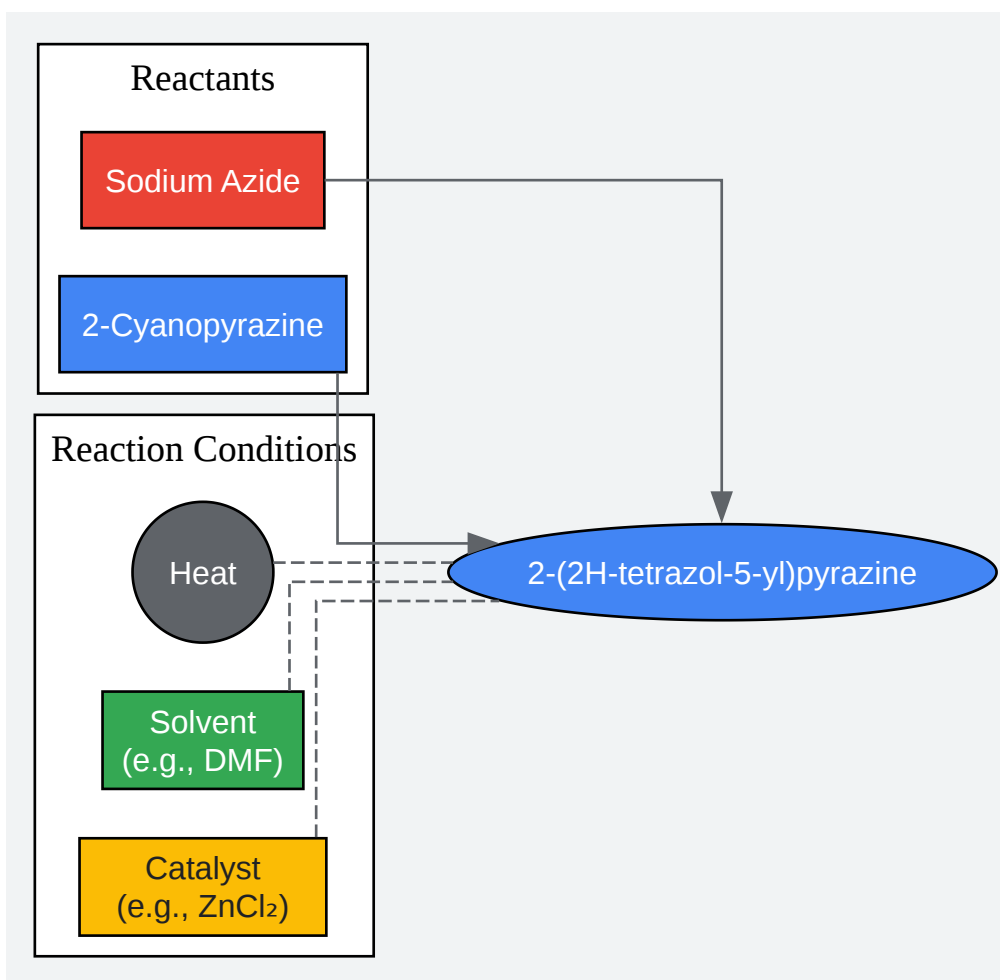 Reactants
Sodium Azide
2-Cyanopyrazine
Reaction Conditions
Heat
2-(2H-tetrazol-5-yl)pyrazine
Solvent
(e.g., DMF)
Catalyst
(e.g., ZnCl₂)